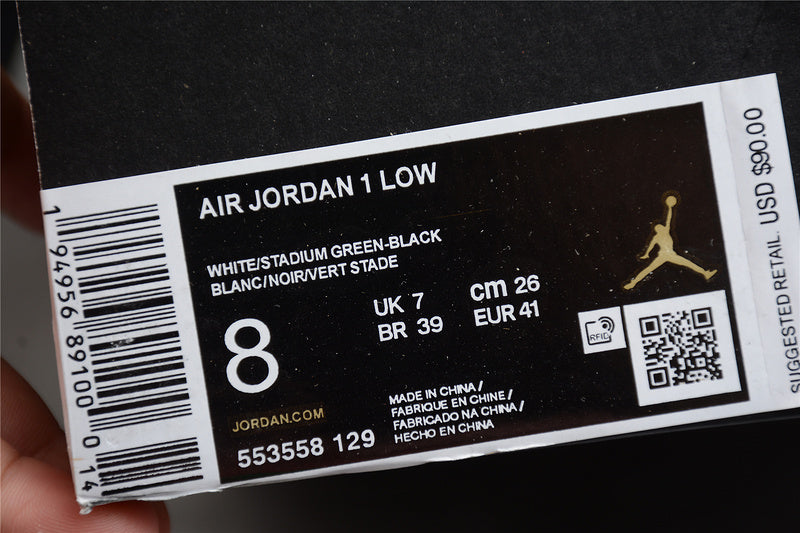 AIR JORDAN 1 LOW
WHITE/STADIUM GREEN-BLACK
BLANC/NOIR/VERT STADE
8
UK 7
cm 26
BR 39
EUR 41
JORDAN.COM
553558 129
MADE IN CHINA /
FABRIQUE EN CHINE /
FABRICADO NA CHINA /
HECHO EN CHINA
RFID
1 94956 89100 0 14
SUGGESTED RETAIL. USD $90.00